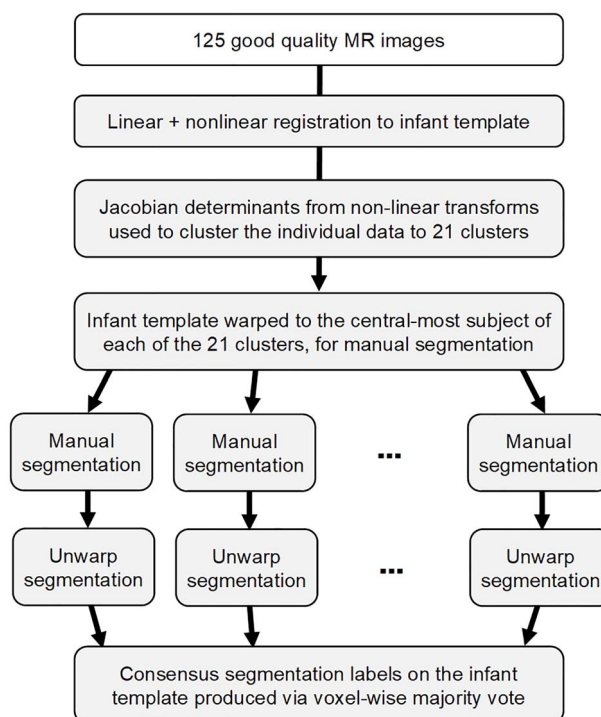 125 good quality MR images
Linear + nonlinear registration to infant template
Jacobian determinants from non-linear transforms
used to cluster the individual data to 21 clusters
Infant template warped to the central-most subject of
each of the 21 clusters, for manual segmentation
Manual
segmentation
Manual
segmentation
...
Manual
segmentation
Unwarp
segmentation
Unwarp
segmentation
...
Unwarp
segmentation
Consensus segmentation labels on the infant
template produced via voxel-wise majority vote